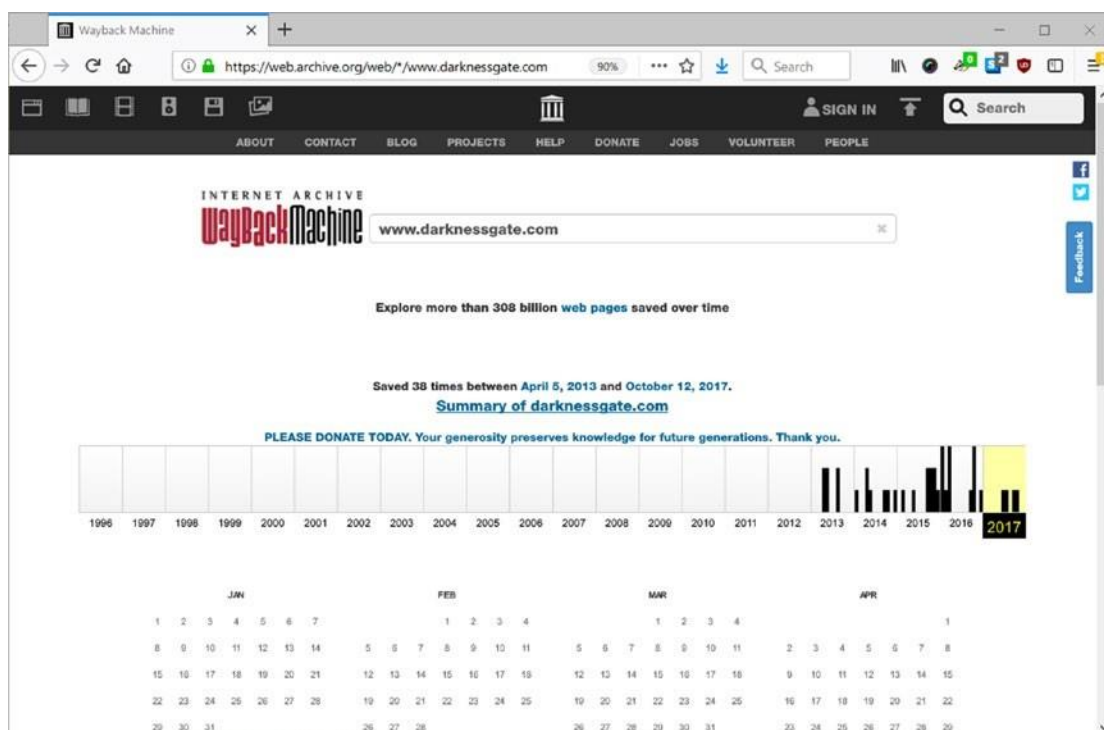 Wayback Machine
https://web.archive.org/web/*/www.darknessgate.com 90% Search
SIGN IN Search
ABOUT CONTACT BLOG PROJECTS HELP DONATE JOBS VOLUNTEER PEOPLE
INTERNET ARCHIVE
WayBackMachine
www.darknessgate.com
Feedback
Explore more than 308 billion web pages saved over time
Saved 38 times between April 5, 2013 and October 12, 2017.
Summary of darknessgate.com
PLEASE DONATE TODAY. Your generosity preserves knowledge for future generations. Thank you.
1996 1997 1998 1999 2000 2001 2002 2003 2004 2005 2006 2007 2008 2009 2010 2011 2012 2013 2014 2015 2016 2017
JAN FEB MAR APR
1 2 3 4 5 6 7 1 2 3 4 1 2 3 4 1
8 9 10 11 12 13 14 5 6 7 8 9 10 11 5 6 7 8 9 10 11 2 3 4 5 6 7 8
15 16 17 18 19 20 21 12 13 14 15 16 17 18 12 13 14 15 16 17 18 9 10 11 12 13 14 15
22 23 24 25 26 27 28 19 20 21 22 23 24 25 19 20 21 22 23 24 25 16 17 18 19 20 21 22
29 30 31 26 27 28 26 27 28 29 30 31 23 24 25 26 27 28 29